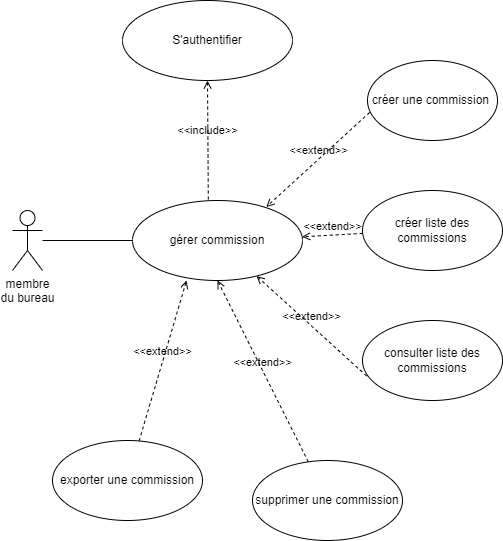 S'authentifier
créer une commission
<<include>>
<<extend>>
créer liste des
commissions
<<extend>>
gérer commission
membre
du bureau
<<extend>>
consulter liste des
commissions
<<extend>>
<<extend>>
exporter une commission
supprimer une commission